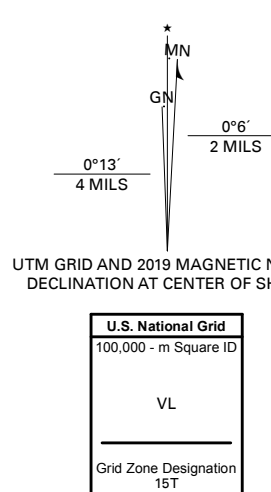 MN
GN
0°6´
2 MILS
0°13´
4 MILS
UTM GRID AND 2019 MAGNETIC N
DECLINATION AT CENTER OF SH
U.S. National Grid
100,000 - m Square ID
VL
Grid Zone Designation
15T